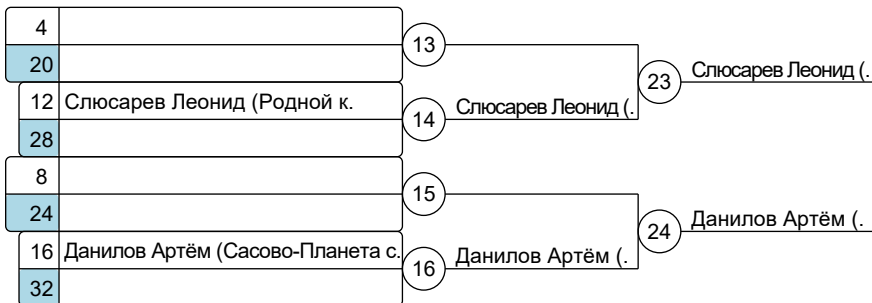 4
13
20
23 Слюсарев Леонид (.
12 Слюсарев Леонид (Родной к.
14 Слюсарев Леонид (.
28
8
15
24
24 Данилов Артём (.
16 Данилов Артём (Сасово-Планета с.
16 Данилов Артём (.
32